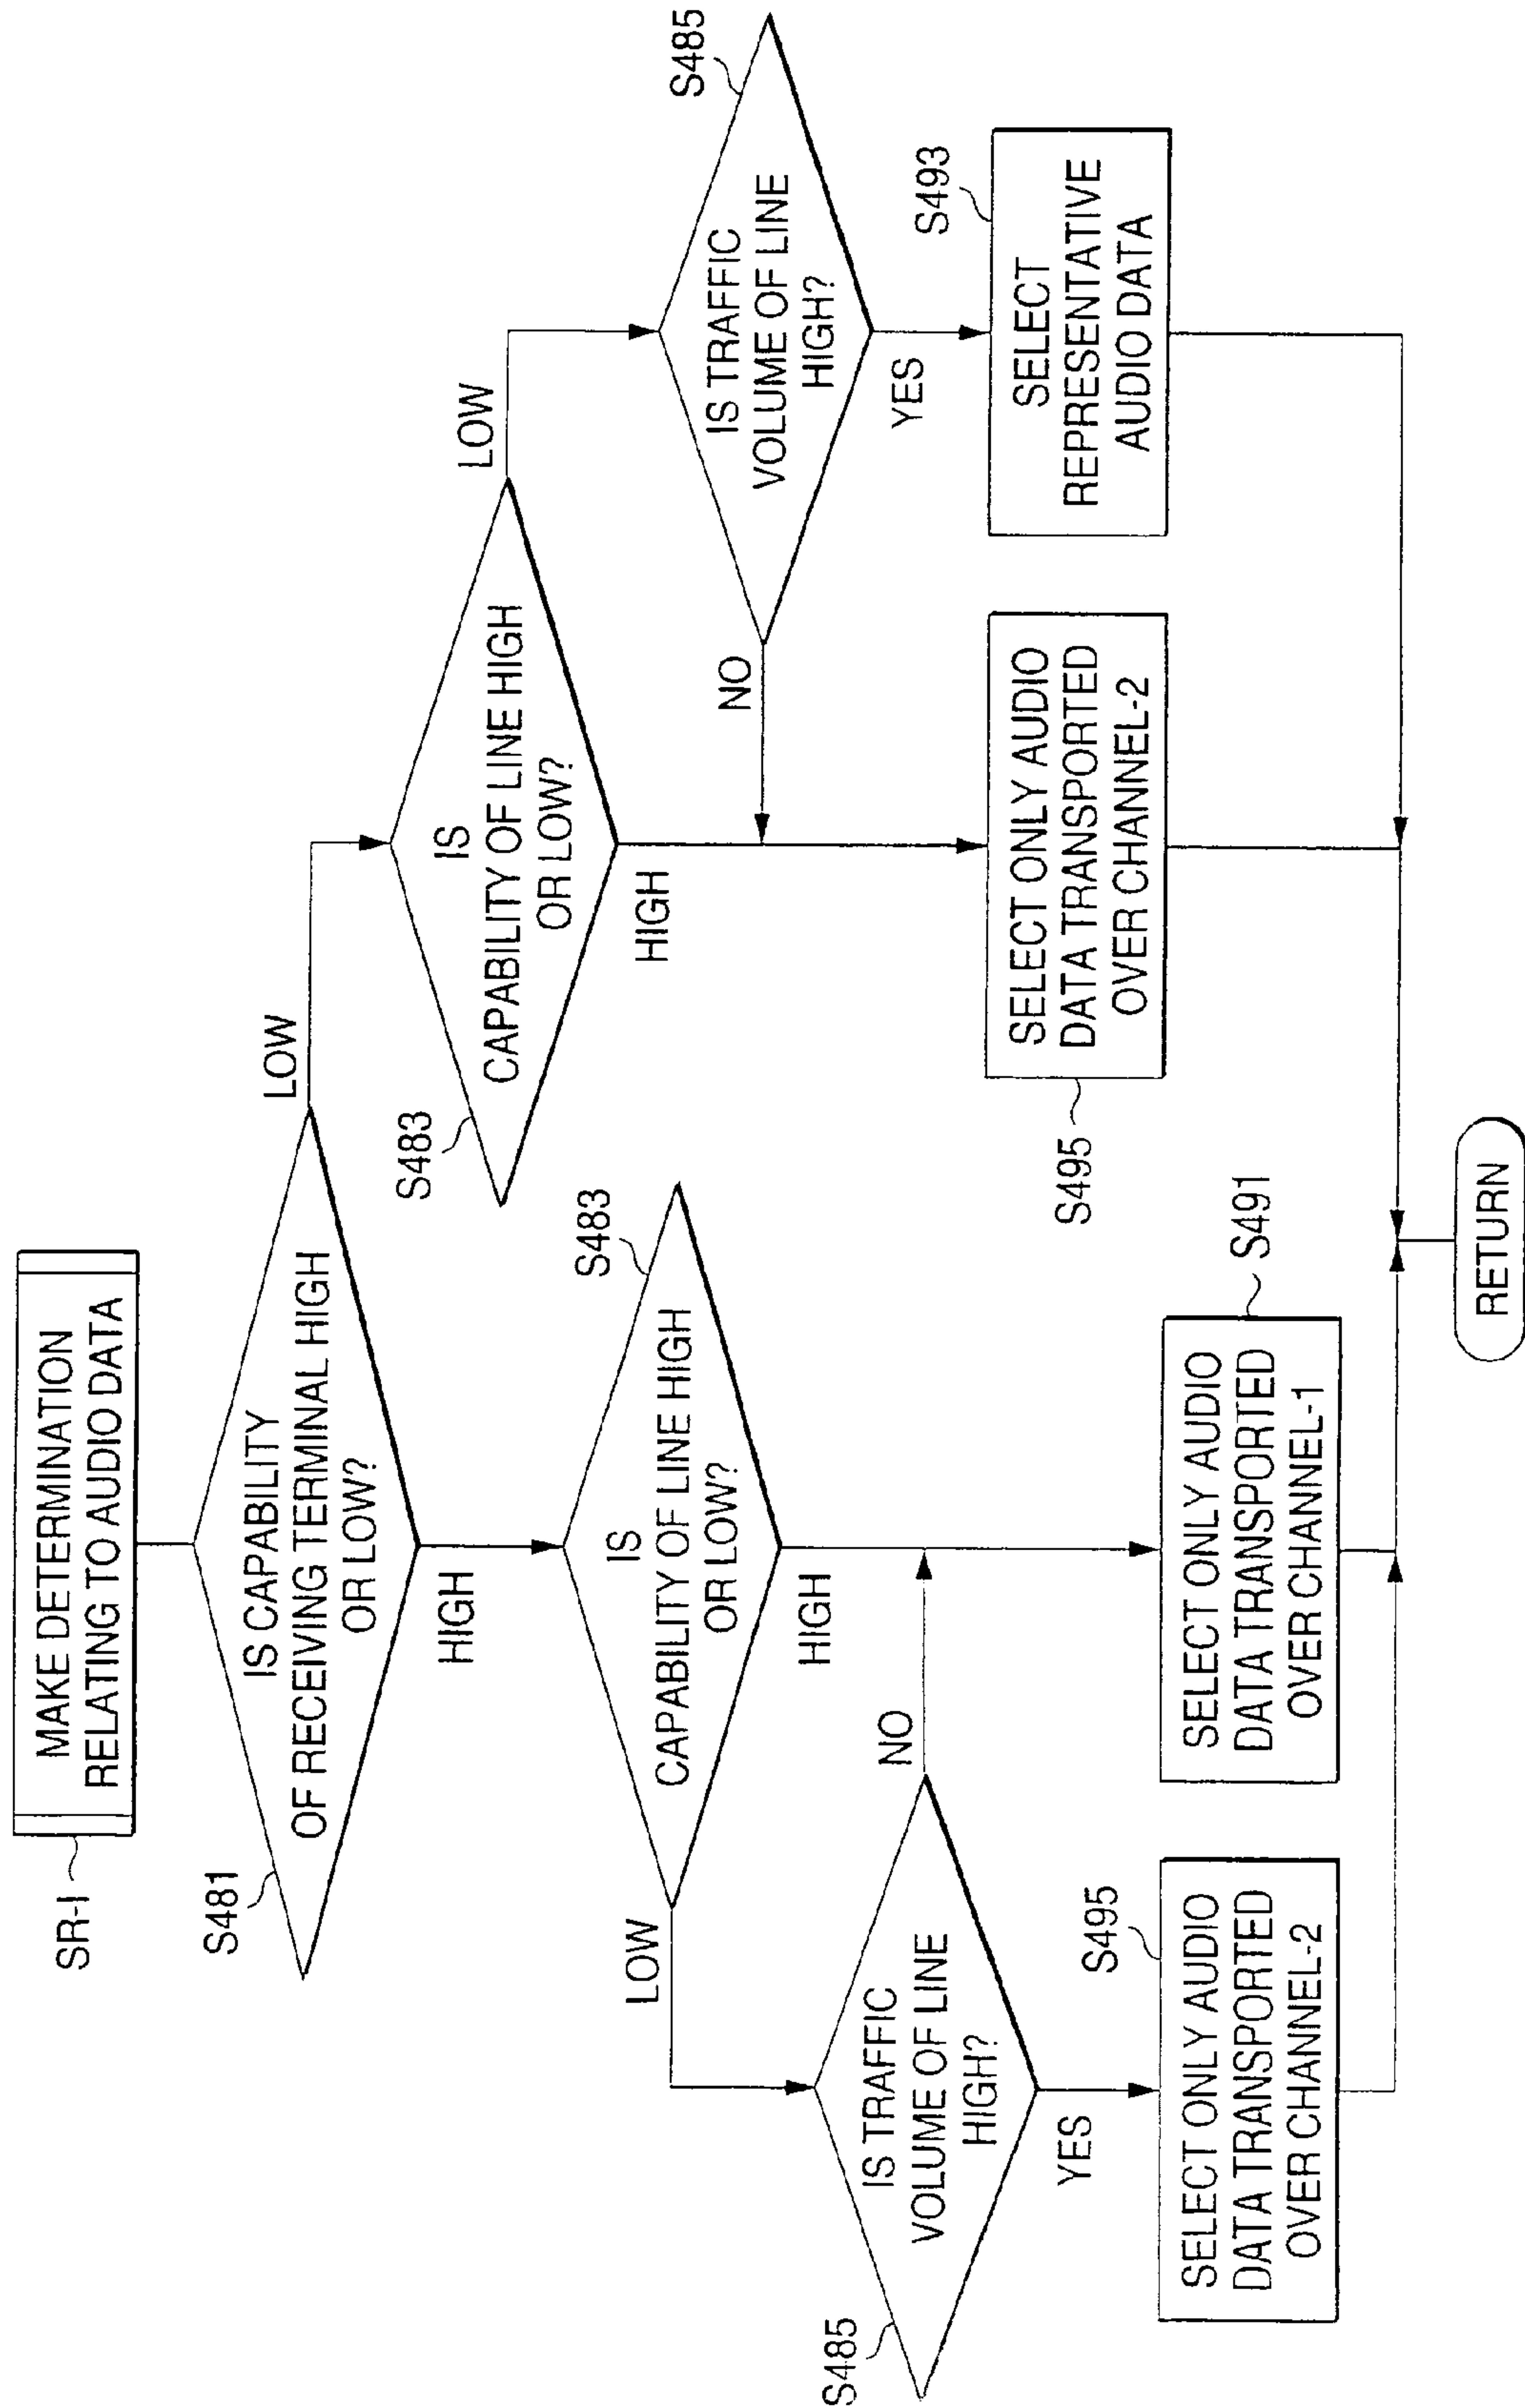 MAKE DETERMINATION
RELATING TO AUDIO DATA
SR-I
S481
IS CAPABILITY
OF RECEIVING TERMINAL HIGH
OR LOW?
LOW
HIGH
S483
IS
CAPABILITY OF LINE HIGH
OR LOW?
LOW
HIGH
S483
IS
CAPABILITY OF LINE HIGH
OR LOW?
LOW
HIGH
S485
IS TRAFFIC
VOLUME OF LINE
HIGH?
NO
YES
S485
IS TRAFFIC
VOLUME OF LINE
HIGH?
NO
YES
S495
SELECT ONLY AUDIO
DATA TRANSPORTED
OVER CHANNEL-2
S491
SELECT ONLY AUDIO
DATA TRANSPORTED
OVER CHANNEL-1
S495
SELECT ONLY AUDIO
DATA TRANSPORTED
OVER CHANNEL-2
S493
SELECT
REPRESENTATIVE
AUDIO DATA
RETURN